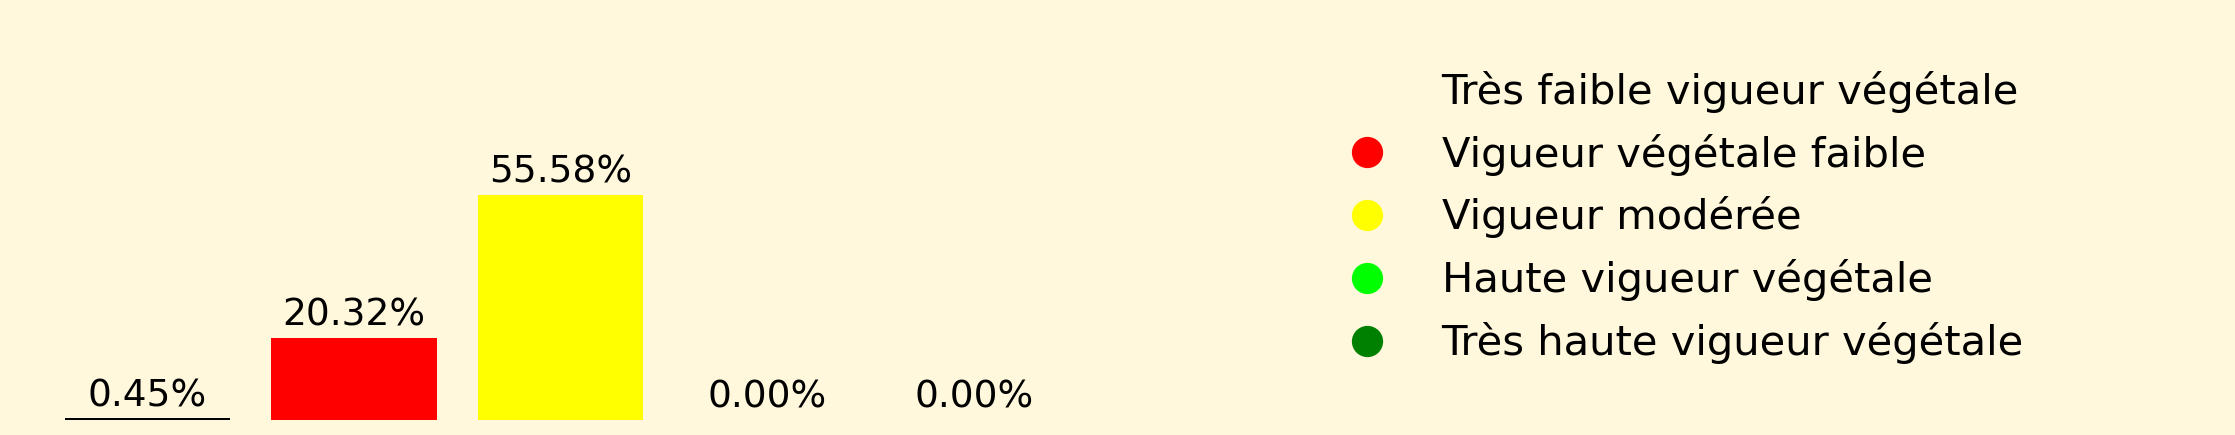 55.58%
20.32%
0.45%
0.00%
0.00%
Très faible vigueur végétale
Vigueur végétale faible
Vigueur modérée
Haute vigueur végétale
Très haute vigueur végétale